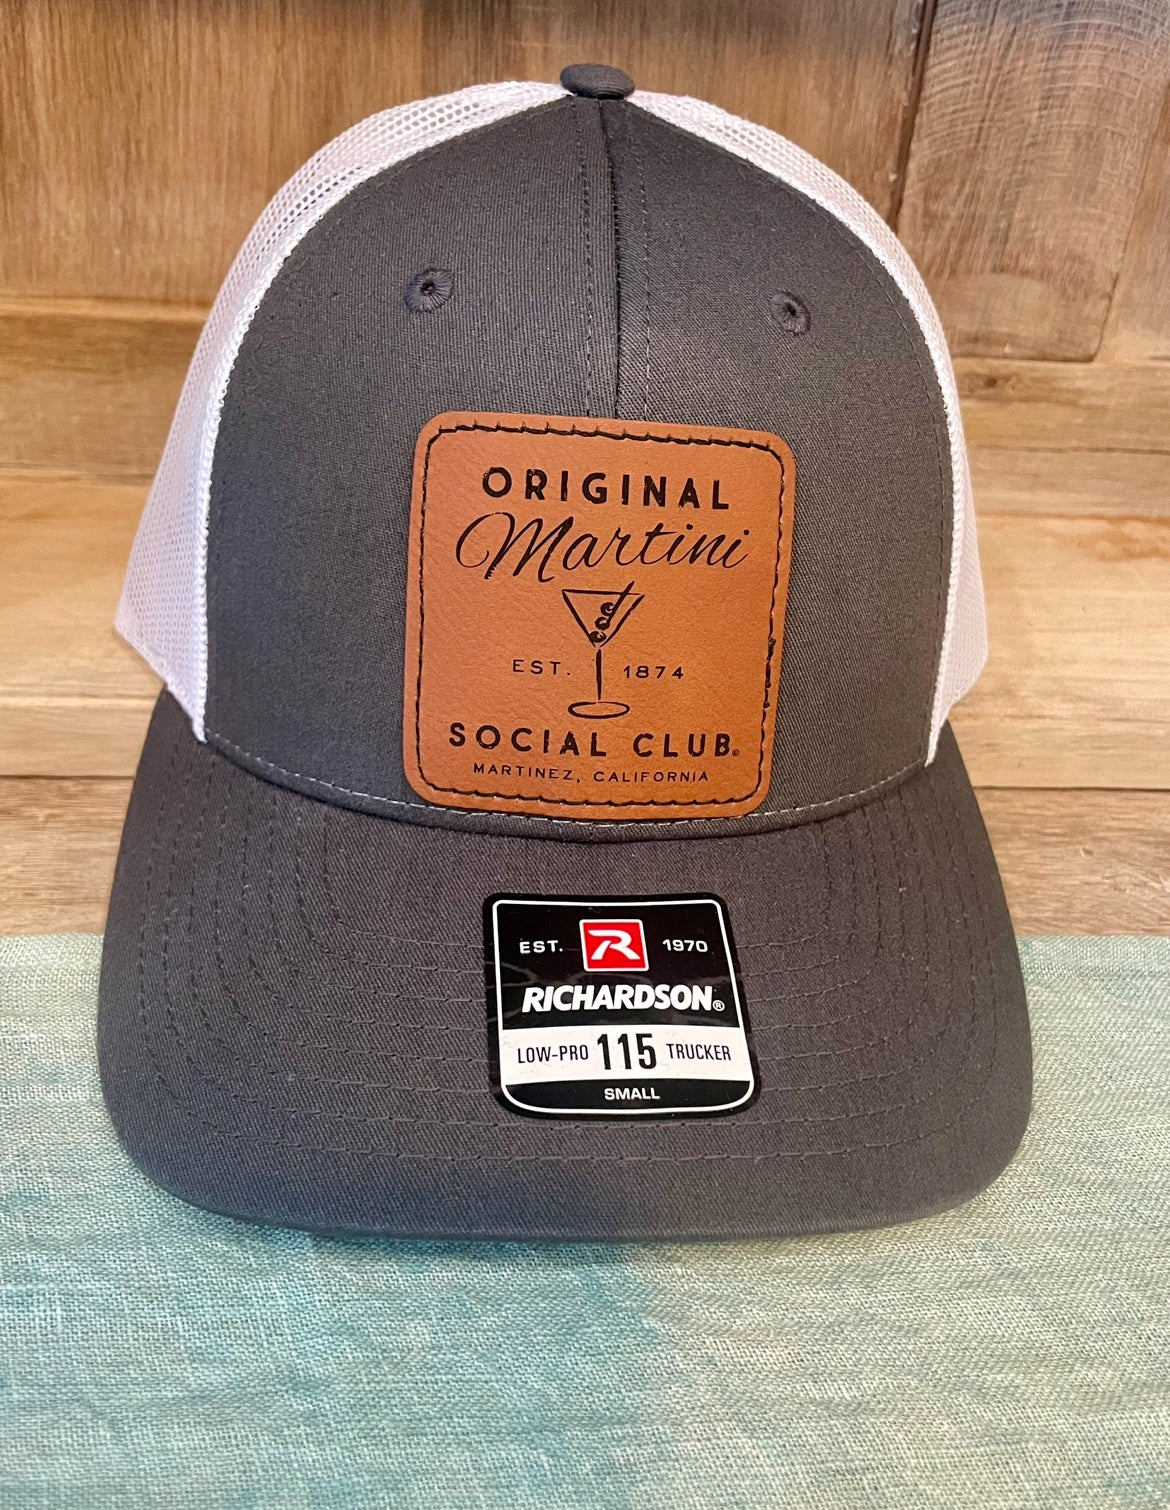 ORIGINAL
Martini
EST. 1874
SOCIAL CLUB®
MARTINEZ, CALIFORNIA
EST. R 1970
RICHARDSON®
LOW-PRO 115 TRUCKER
SMALL